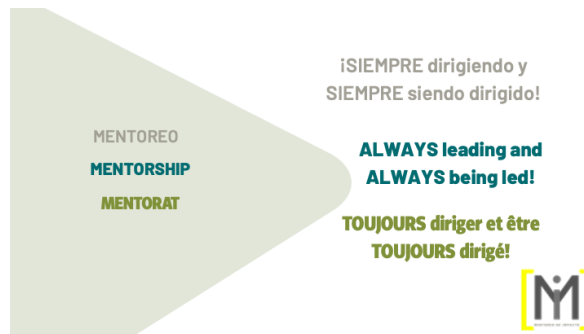 MENTOREO
MENTORSHIP
MENTORAT
¡SIEMPRE dirigiendo y
SIEMPRE siendo dirigido!
ALWAYS leading and
ALWAYS being led!
TOUJOURS diriger et être
TOUJOURS dirigé!
MI